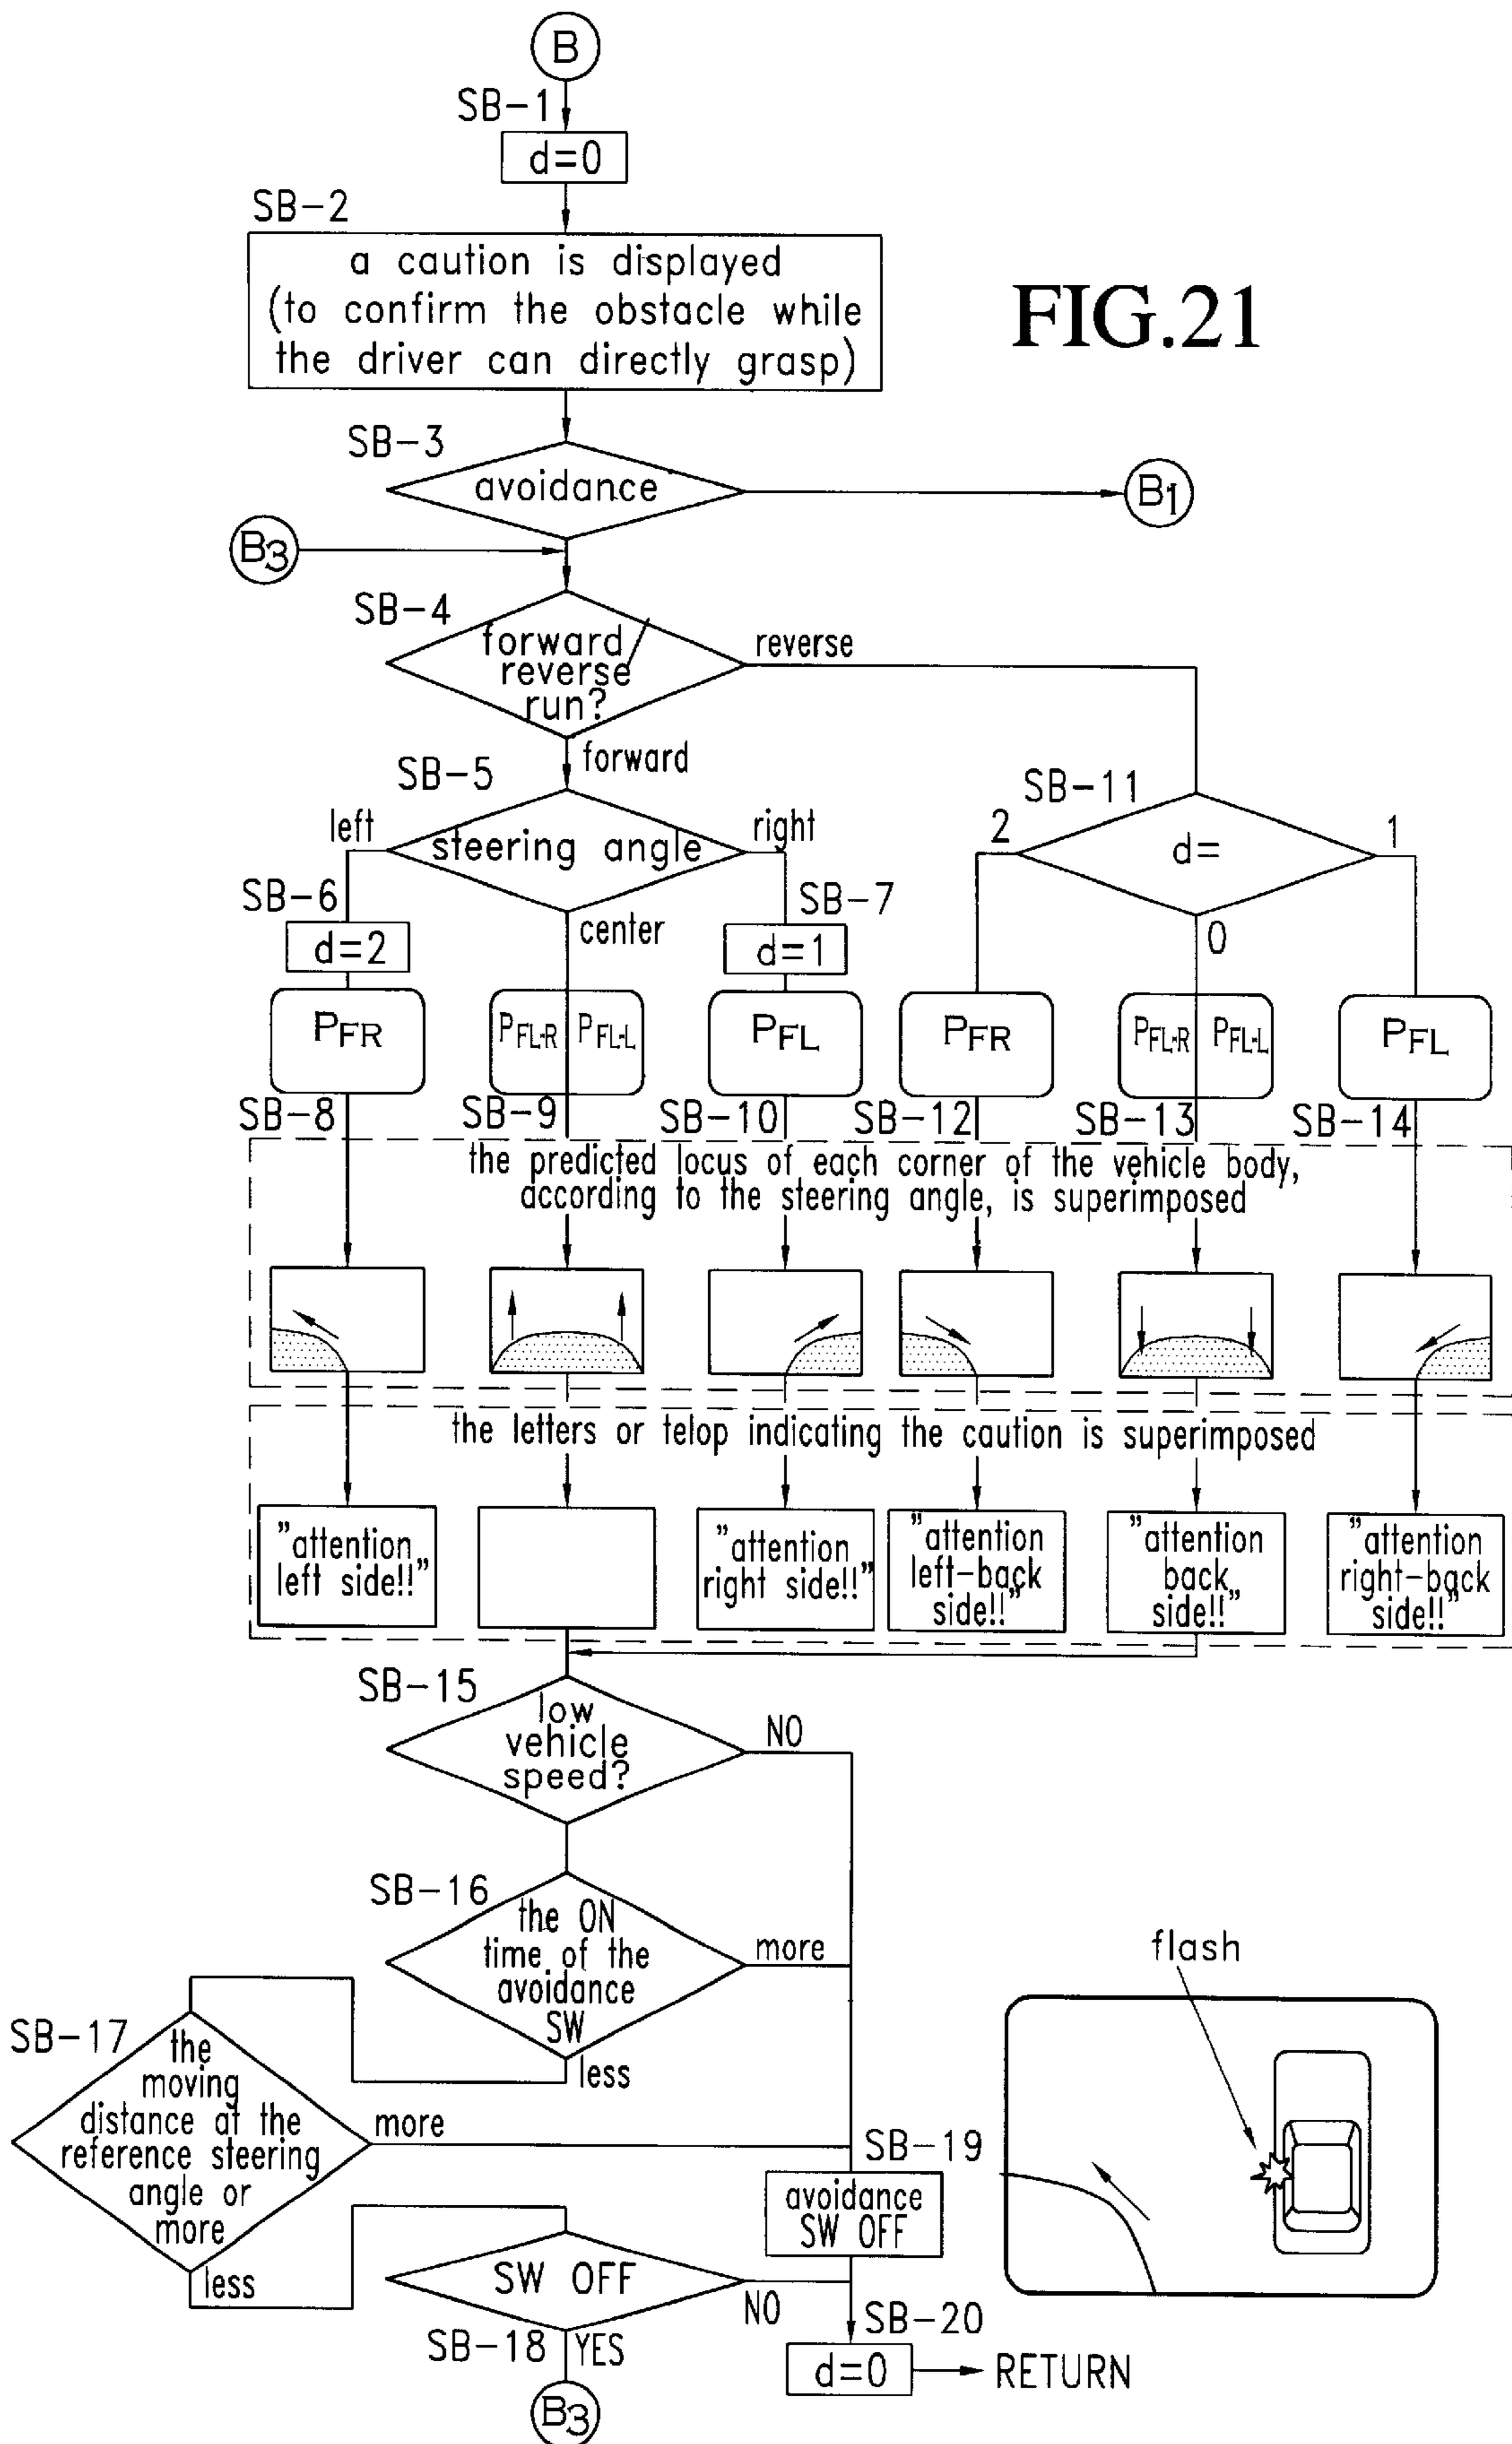 B
SB-1
d=0
SB-2
a caution is displayed
(to confirm the obstacle while
the driver can directly grasp)
FIG.21
SB-3
avoidance
B1
B3
SB-4
forward/
reverse
run?
reverse
forward
SB-5
left
steering angle
right
center
SB-11
2
d=
1
0
SB-6
d=2
SB-7
d=1
PFR
PFL·R
PFL·L
PFL
PFR
PFL·R
PFL·L
PFL
SB-8
SB-9
SB-10
SB-12
SB-13
SB-14
the predicted locus of each corner of the vehicle body,
according to the steering angle, is superimposed
the letters or telop indicating the caution is superimposed
"attention
left side!!"
"attention
right side!!"
"attention
left-back
side!!"
"attention
back
side!!"
"attention
right-back
side!!"
SB-15
low
vehicle
speed?
NO
SB-16
the ON
time of the
avoidance
SW
more
less
SB-17
the
moving
distance at the
reference steering
angle or
more
more
less
SB-19
avoidance
SW OFF
SW OFF
NO
SB-18
YES
B3
SB-20
d=0
RETURN
flash